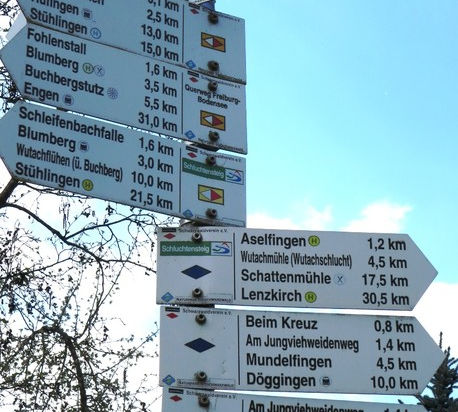 2,5 km
Stühlingen H 13,0 km
15,0 km
Fohlenstall 1,6 km
Blumberg H 3,5 km
Buchbergstutz 5,5 km
Engen 31,0 km
Querweg Freiburg-
Bodensee
Schleifenbachfalle 1,6 km
Blumberg 3,0 km
Wutachflühen (ü. Buchberg) 10,0 km
Stühlingen H 21,5 km
Schwarzwaldverein e.V.
Schluchtensteig
Schwarzwaldverein e.V.
Schluchtensteig
Aselfingen H 1,2 km
Wutachmühle (Wutachschlucht) 4,5 km
Schattenmühle 17,5 km
Lenzkirch H 30,5 km
Schwarzwaldverein e.V.
Beim Kreuz 0,8 km
Am Jungviehweidenweg 1,4 km
Mundelfingen 4,5 km
Döggingen 10,0 km
Am Jungviehweidenweg